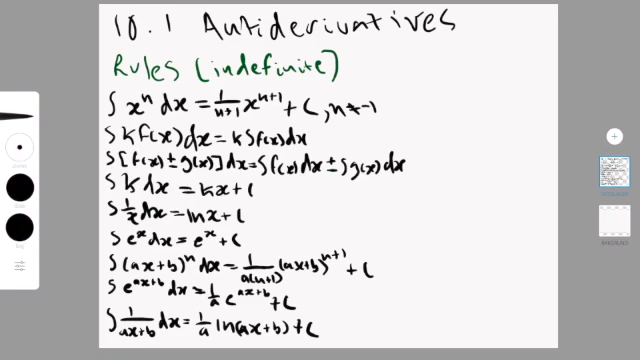 10.1 Antiderivatives
Rules (indefinite)
∫ xⁿ dx = 1/(n+1) xⁿ⁺¹ + C, n ≠ -1
∫ k f(x) dx = k ∫ f(x) dx
∫ [f(x) ± g(x)] dx = ∫ f(x) dx ± ∫ g(x) dx
∫ k dx = kx + C
∫ 1/x dx = ln x + C
∫ eˣ dx = eˣ + C
∫ (ax+b)ⁿ dx = 1/(a(n+1)) (ax+b)ⁿ⁺¹ + C
∫ e^(ax+b) dx = 1/a e^(ax+b) + C
∫ 1/(ax+b) dx = 1/a ln(ax+b) + C